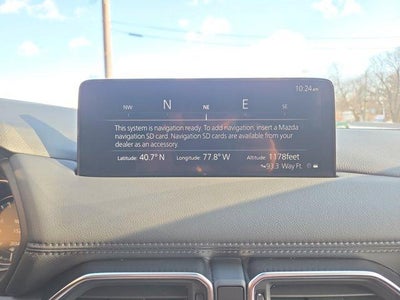 10:24 AM
N E
NW NE SE
This system is navigation ready. To add navigation, insert a Mazda
navigation SD card. Navigation SD cards are available from your
dealer as an accessory.
Latitude: 40.7° N Longitude: 77.8° W Altitude: 1178feet
93.3 Way Ft.